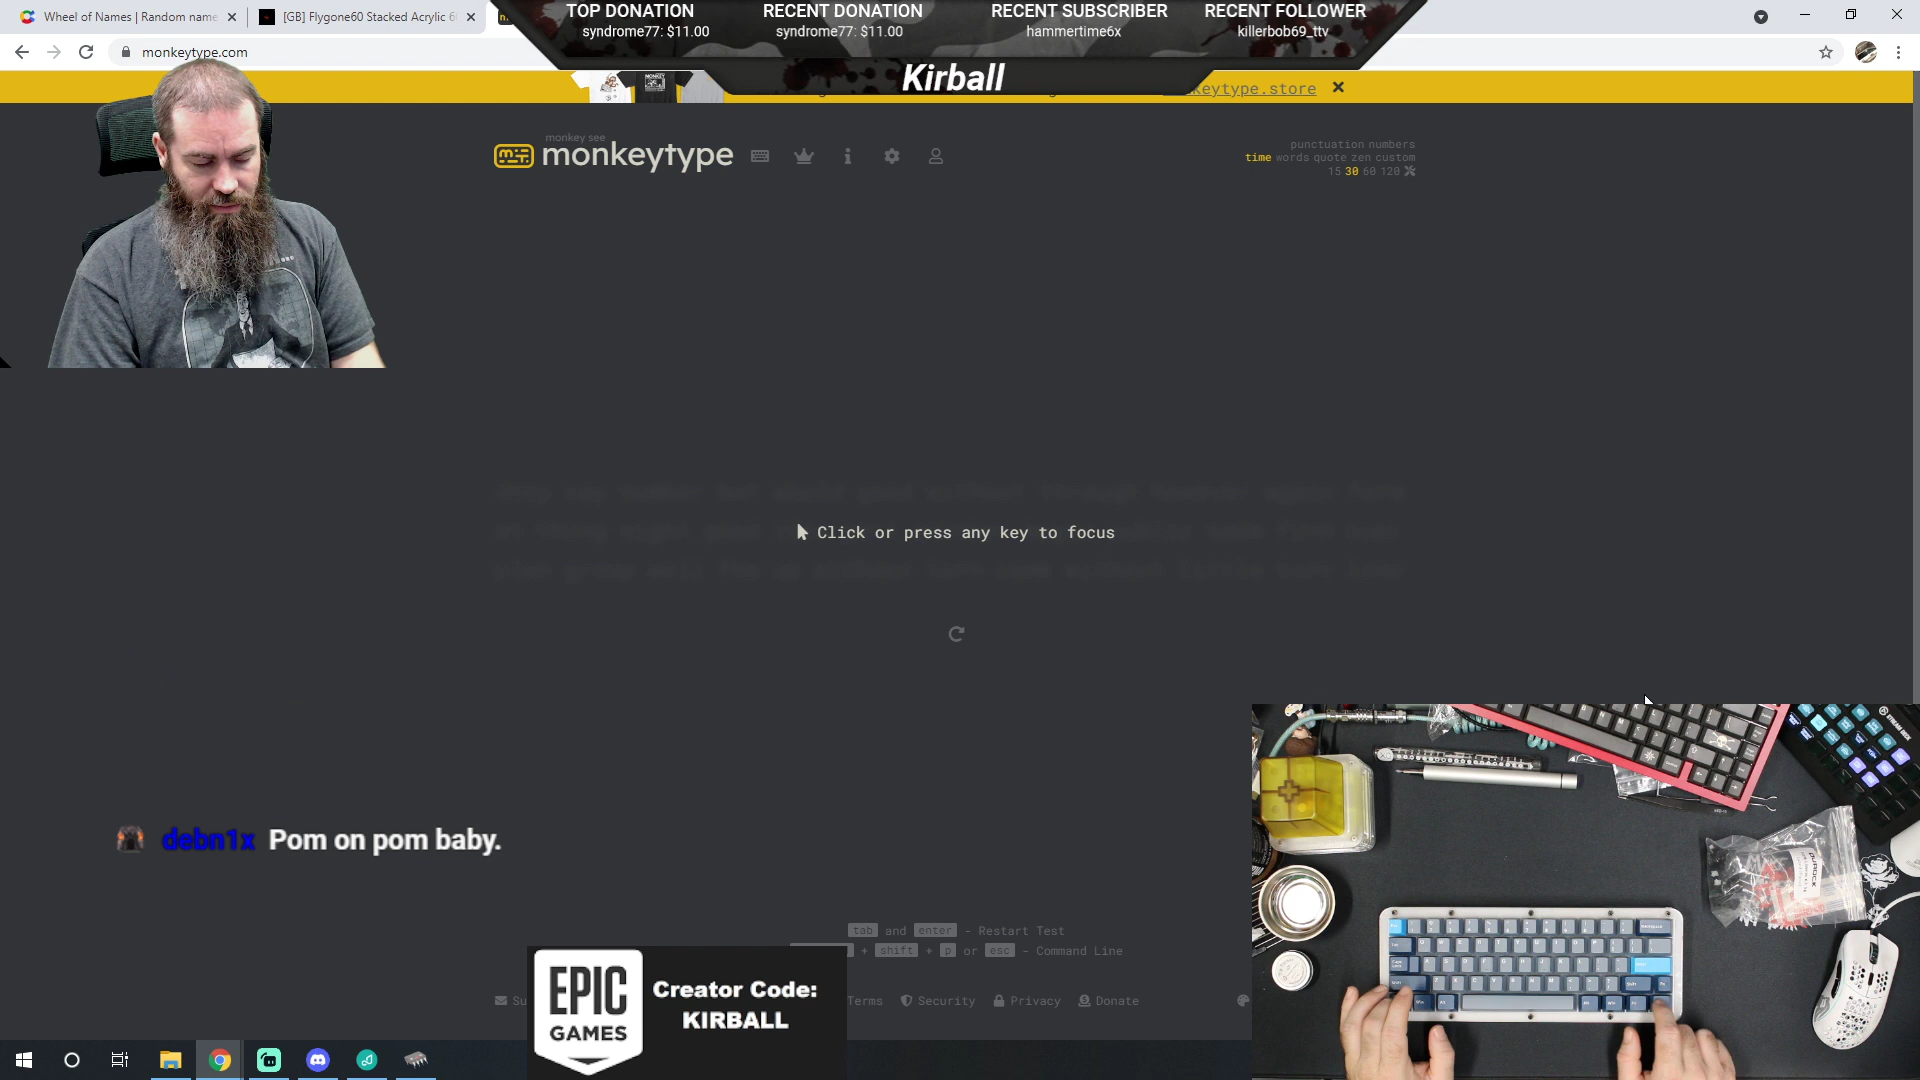 Wheel of Names | Random name
[GB] Flygone60 Stacked Acrylic 6
monkeytype.com
TOP DONATION
syndrome77: $11.00
RECENT DONATION
syndrome77: $11.00
RECENT SUBSCRIBER
hammertime6x
RECENT FOLLOWER
killerbob69_ttv
Kirball
keytype.store
monkey see
monkeytype
punctuation numbers
time words quote zen custom
15 30 60 120
Click or press any key to focus
debn1x Pom on pom baby.
tab and enter - Restart Test
+ shift + p or esc - Command Line
Su
Terms Security Privacy Donate
EPIC
GAMES
Creator Code:
KIRBALL